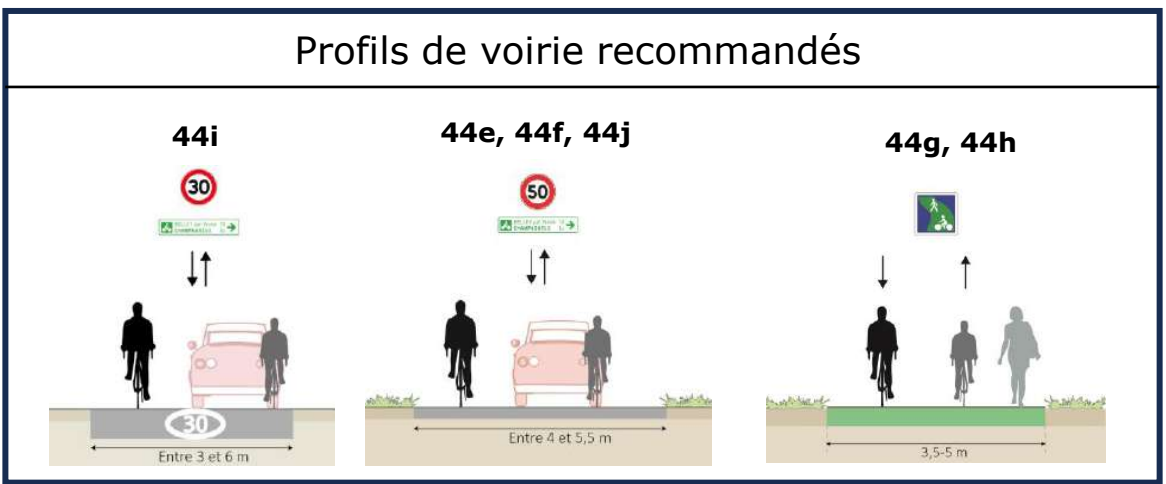 Profils de voirie recommandés
44i
44e, 44f, 44j
44g, 44h
30
50
30
Entre 3 et 6 m
Entre 4 et 5,5 m
3,5-5 m